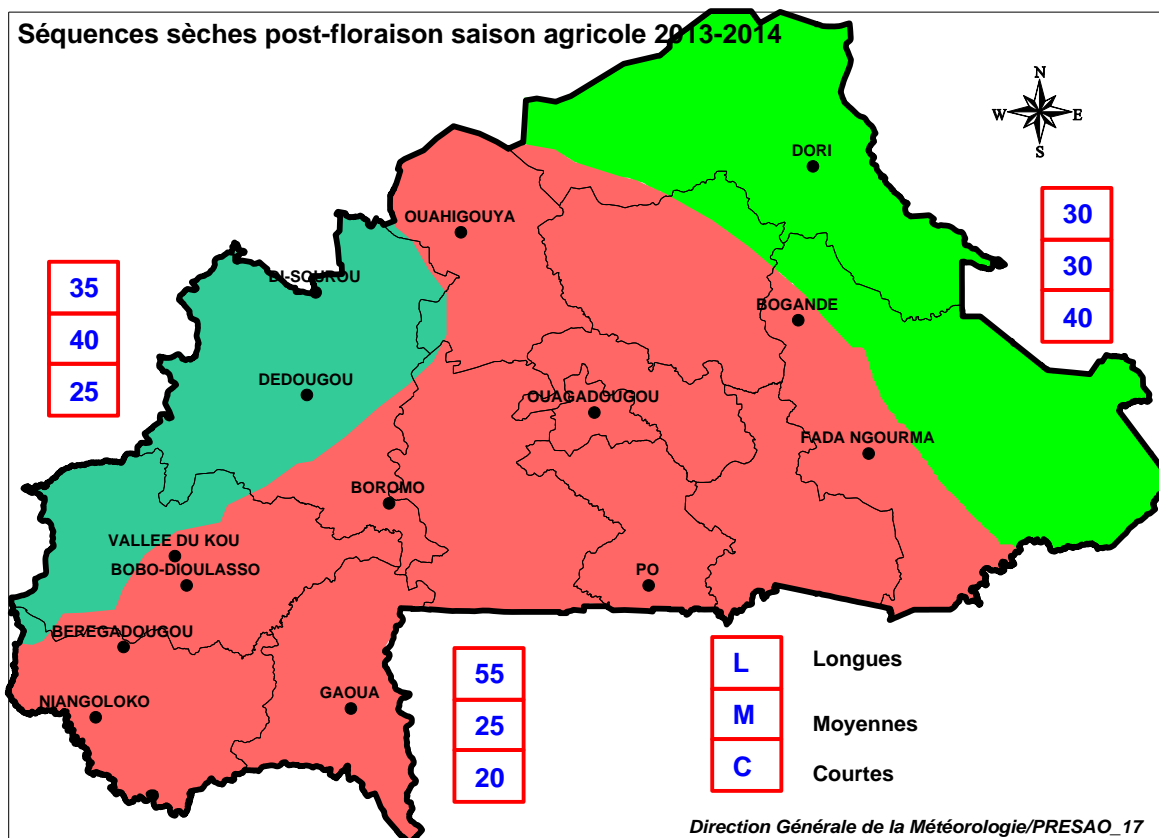 Séquences sèches post-floraison saison agricole 2013-2014
N
W E
S
DORI
OUAHIGOUYA
30
30
40
DI-SOUROU
35
40
25
BOGANDE
DEDOUGOU
OUAGADOUGOU
FADA NGOURMA
BOROMO
VALLEE DU KOU
BOBO-DIOULASSO
PO
BEREGADOUGOU
NIANGOLOKO
GAOUA
55
25
20
L Longues
M Moyennes
C Courtes
Direction Générale de la Météorologie/PRESAO_17